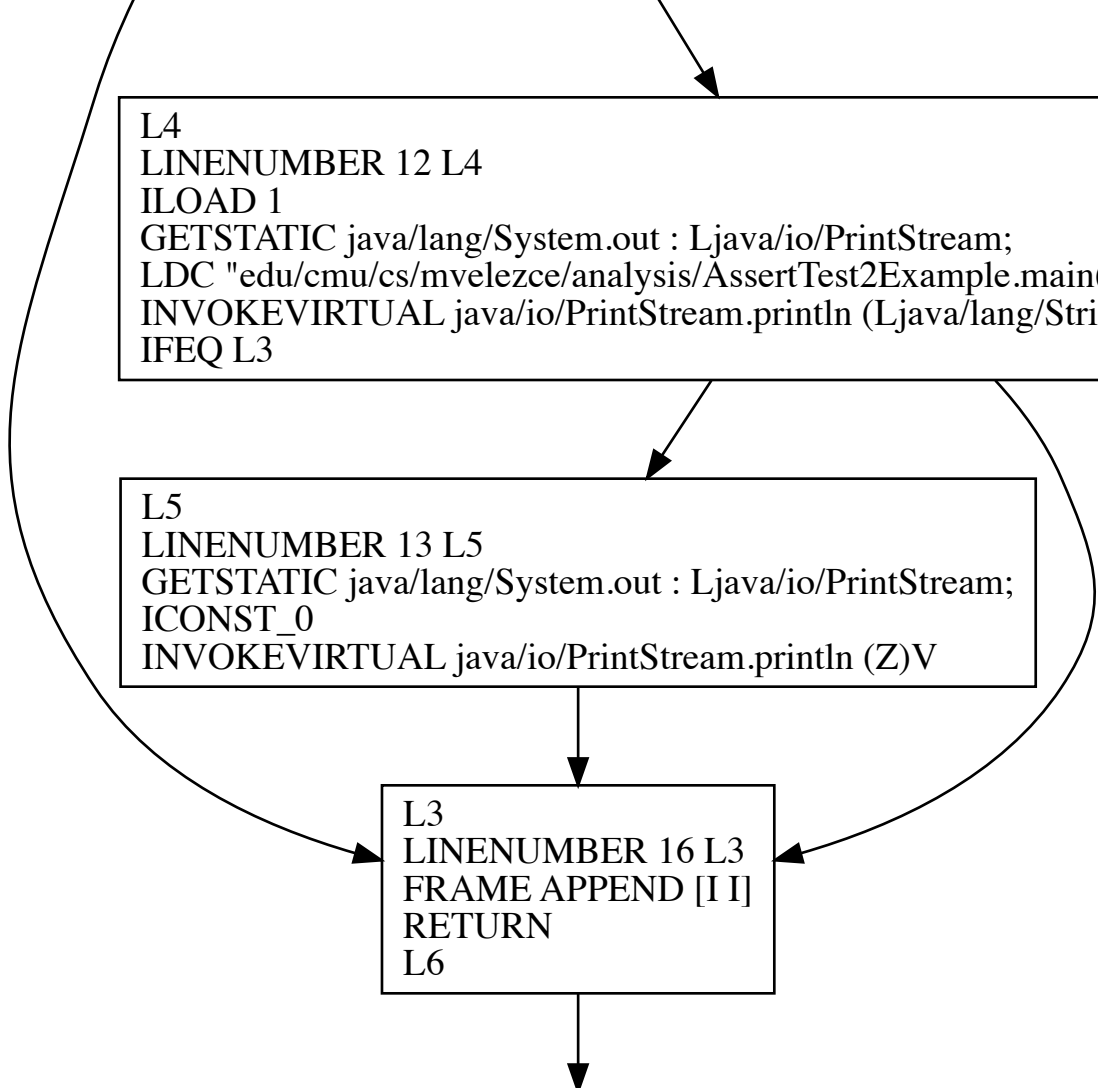 L4
LINENUMBER 12 L4
ILOAD 1
GETSTATIC java/lang/System.out : Ljava/io/PrintStream;
LDC "edu/cmu/cs/mvelezce/analysis/AssertTest2Example.main
INVOKEVIRTUAL java/io/PrintStream.println (Ljava/lang/Stri
IFEQ L3
L5
LINENUMBER 13 L5
GETSTATIC java/lang/System.out : Ljava/io/PrintStream;
ICONST_0
INVOKEVIRTUAL java/io/PrintStream.println (Z)V
L3
LINENUMBER 16 L3
FRAME APPEND [I I]
RETURN
L6